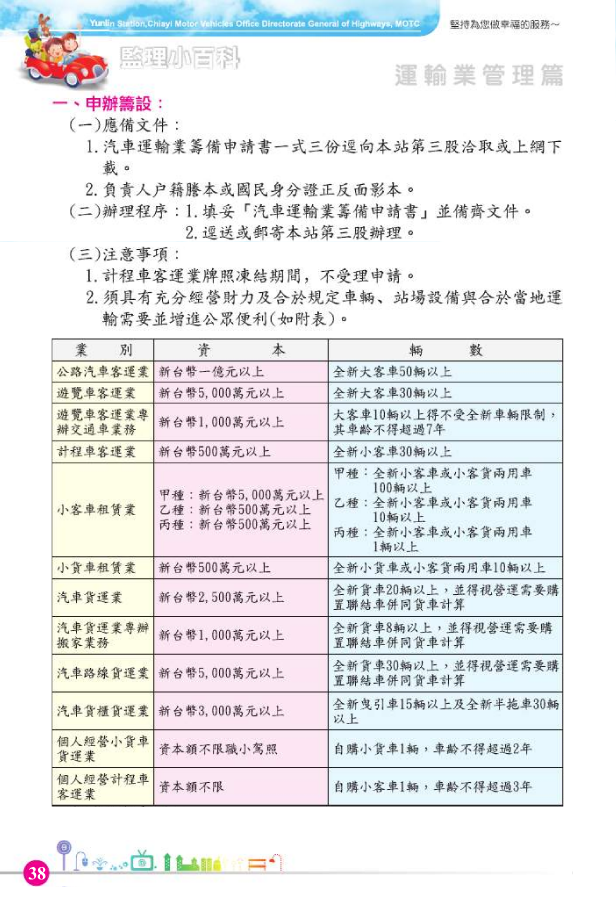 Yunlin Station,Chiayi Motor Vehicles Office Directorate General of Highways, MOTC
堅持為您做幸福的服務～
監理小百科
運輸業管理篇
一、申辦籌設：
(一)應備文件：
1.汽車運輸業籌備申請書一式三份逕向本站第三股洽取或上網下
載。
2.負責人户籍謄本或國民身分證正反面影本。
(二)辦理程序：1.填妥「汽車運輸業籌備申請書」並備齊文件。
2.逕送或郵寄本站第三股辦理。
(三)注意事項：
1.計程車客運業牌照凍結期間，不受理申請。
2.須具有充分經營財力及合於規定車輛、站場設備與合於當地運
輸需要並增進公眾便利(如附表)。
業 別 資 本 輛 數
公路汽車客運業 新台幣一億元以上 全新大客車50輛以上
遊覽車客運業 新台幣5,000萬元以上 全新大客車30輛以上
遊覽車客運業專
辦交通車業務
新台幣1,000萬元以上
大客車10輛以上得不受全新車輛限制，
其車齡不得超過7年
計程車客運業 新台幣500萬元以上 全新小客車30輛以上
小客車租賃業
甲種：新台幣5,000萬元以上
乙種：新台幣500萬元以上
丙種：新台幣500萬元以上
甲種：全新小客車或小客貨兩用車
100輛以上
乙種：全新小客車或小客貨兩用車
10輛以上
丙種：全新小客車或小客貨兩用車
1輛以上
小貨車租賃業 新台幣500萬元以上 全新小貨車或小客貨兩用車10輛以上
汽車貨運業 新台幣2,500萬元以上
全新貨車20輛以上，並得視營運需要購
置聯結車併同貨車計算
汽車貨運業專辦
搬家業務
新台幣1,000萬元以上
全新貨車8輛以上，並得視營運需要購
置聯結車併同貨車計算
汽車路線貨運業 新台幣5,000萬元以上
全新貨車30輛以上，並得視營運需要購
置聯結車併同貨車計算
汽車貨櫃貨運業 新台幣3,000萬元以上
全新曳引車15輛以上及全新半拖車30輛
以上
個人經營小貨車
貨運業
資本額不限職小駕照 自購小貨車1輛，車齡不得超過2年
個人經營計程車
客運業
資本額不限 自購小客車1輛，車齡不得超過3年
38